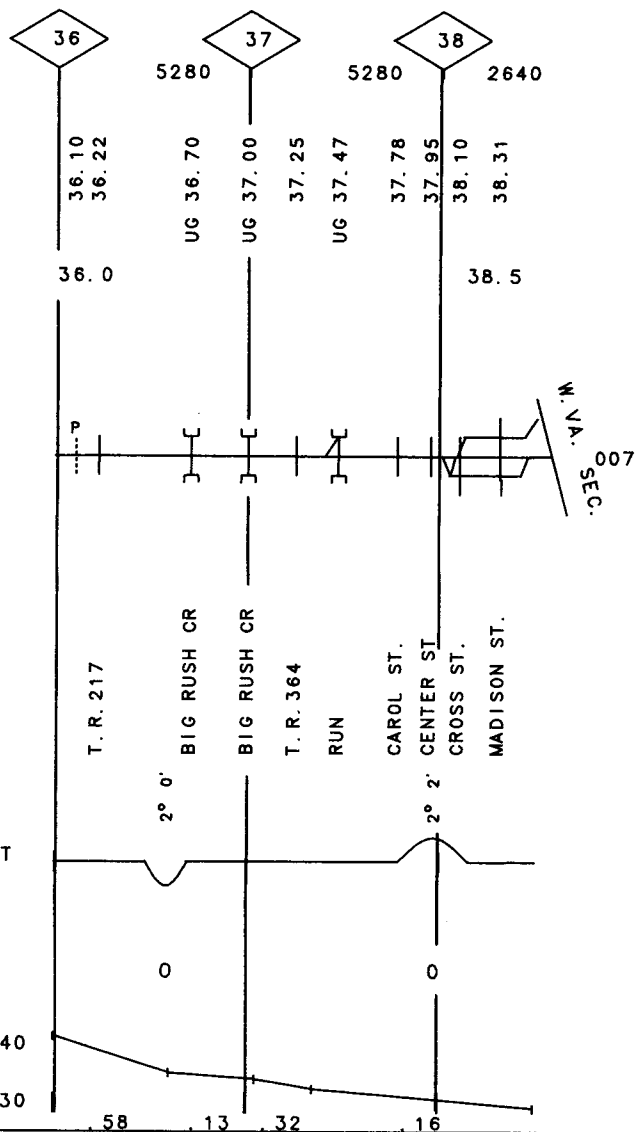 36 37 38
5280 5280 2640
36.10
36.22
UG 36.70
UG 37.00
37.25
UG 37.47
37.78
37.95
38.10
38.31
36.0 38.5
P
W. VA. SEC.
007
T.R. 217
BIG RUSH CR
BIG RUSH CR
T.R. 364
RUN
CAROL ST.
CENTER ST
CROSS ST.
MADISON ST.
2° 0'
2° 2'
T
0 0
40
30
.58 .13 .32 .16